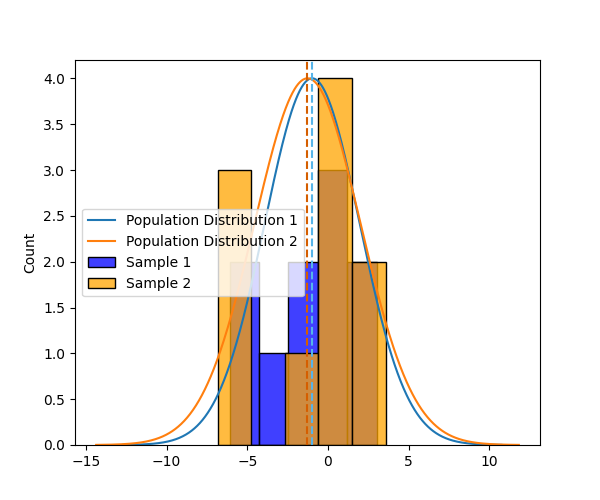 4.0
3.5
3.0
2.5
2.0
1.5
1.0
0.5
0.0
Count
Population Distribution 1
Population Distribution 2
Sample 1
Sample 2
−15 −10 −5 0 5 10